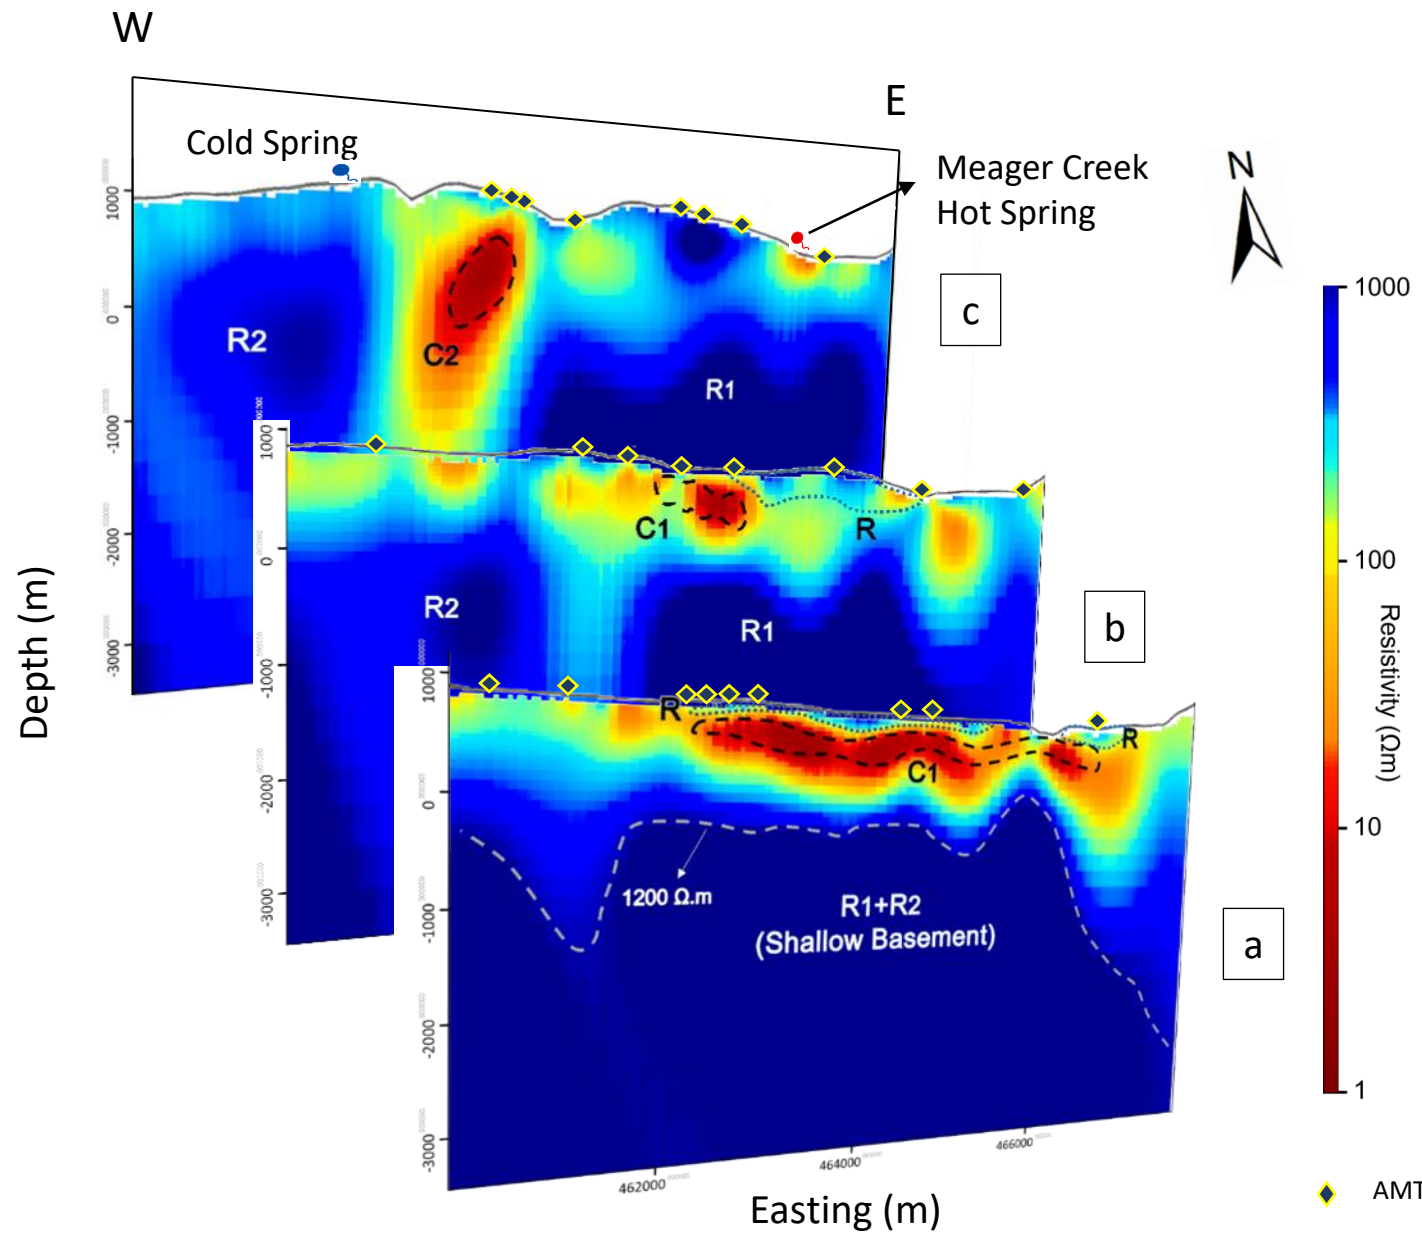 W
E
Cold Spring
Meager Creek
Hot Spring
N
c
R2
C2
R1
1000
0
-1000
-2000
-3000
b
C1
R
R2
R1
1000
0
-1000
-2000
-3000
a
R
C1
R
1200 Ω.m
R1+R2
(Shallow Basement)
1000
0
-1000
-2000
-3000
462000
464000
466000
Depth (m)
Easting (m)
1000
100
10
1
Resistivity (Ωm)
AMT